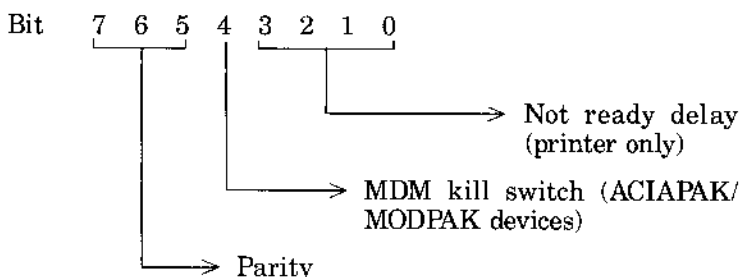 Bit 7 6 5 4 3 2 1 0
Not ready delay
(printer only)
MDM kill switch (ACIAPAK/
MODPAK devices)
Parity